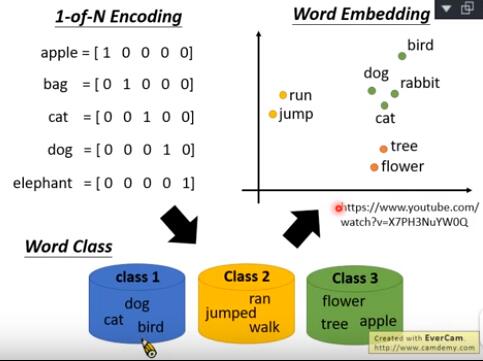 1-of-N Encoding
apple = [ 1 0 0 0 0]
bag = [ 0 1 0 0 0]
cat = [ 0 0 1 0 0]
dog = [ 0 0 0 1 0]
elephant = [ 0 0 0 0 1]
Word Embedding
bird
dog
rabbit
run
jump
cat
tree
flower
https://www.youtube.com/
watch?v=X7PH3NuYW0Q
Word Class
class 1
dog
cat
bird
Class 2
ran
jumped
walk
Class 3
flower
tree apple
Created with EverCam.
http://www.camdemy.com